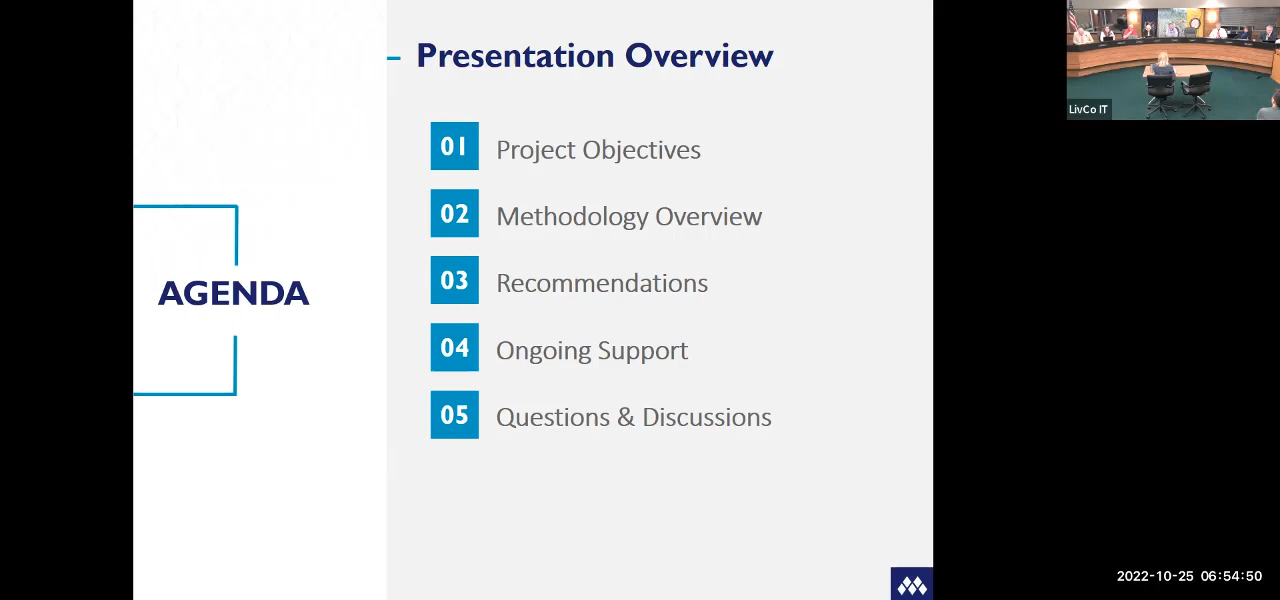 Presentation Overview
AGENDA
01 Project Objectives
02 Methodology Overview
03 Recommendations
04 Ongoing Support
05 Questions & Discussions
LivCo IT
2022-10-25 06:54:50